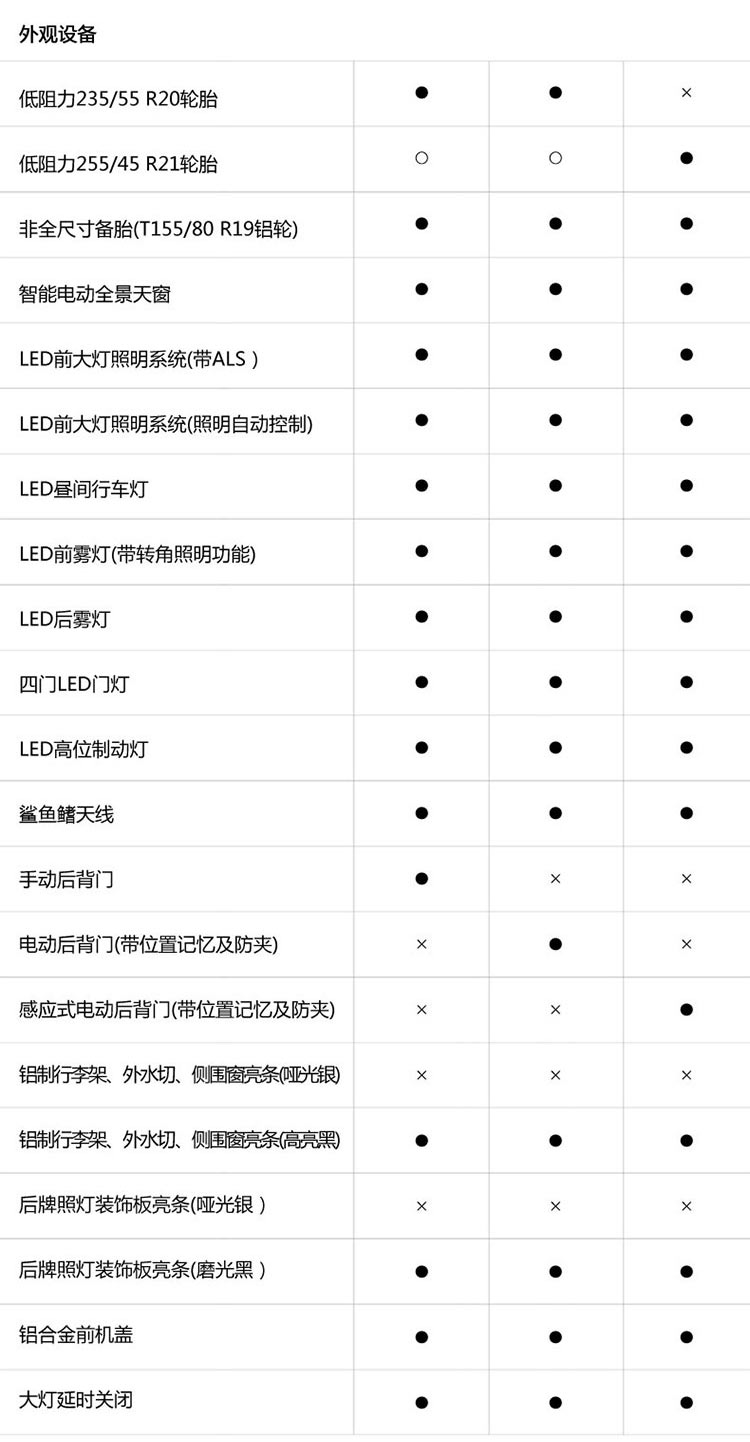 外观设备
低阻力235/55 R20轮胎 ● ● ×
低阻力255/45 R21轮胎 ○ ○ ●
非全尺寸备胎(T155/80 R19铝轮) ● ● ●
智能电动全景天窗 ● ● ●
LED前大灯照明系统(带ALS ) ● ● ●
LED前大灯照明系统(照明自动控制) ● ● ●
LED昼间行车灯 ● ● ●
LED前雾灯(带转角照明功能) ● ● ●
LED后雾灯 ● ● ●
四门LED门灯 ● ● ●
LED高位制动灯 ● ● ●
鲨鱼鳍天线 ● ● ●
手动后背门 ● × ×
电动后背门(带位置记忆及防夹) × ● ×
感应式电动后背门(带位置记忆及防夹) × × ●
铝制行李架、外水切、侧围窗亮条(哑光银) × × ×
铝制行李架、外水切、侧围窗亮条(高亮黑) ● ● ●
后牌照灯装饰板亮条(哑光银 ) × × ×
后牌照灯装饰板亮条(磨光黑 ) ● ● ●
铝合金前机盖 ● ● ●
大灯延时关闭 ● ● ●